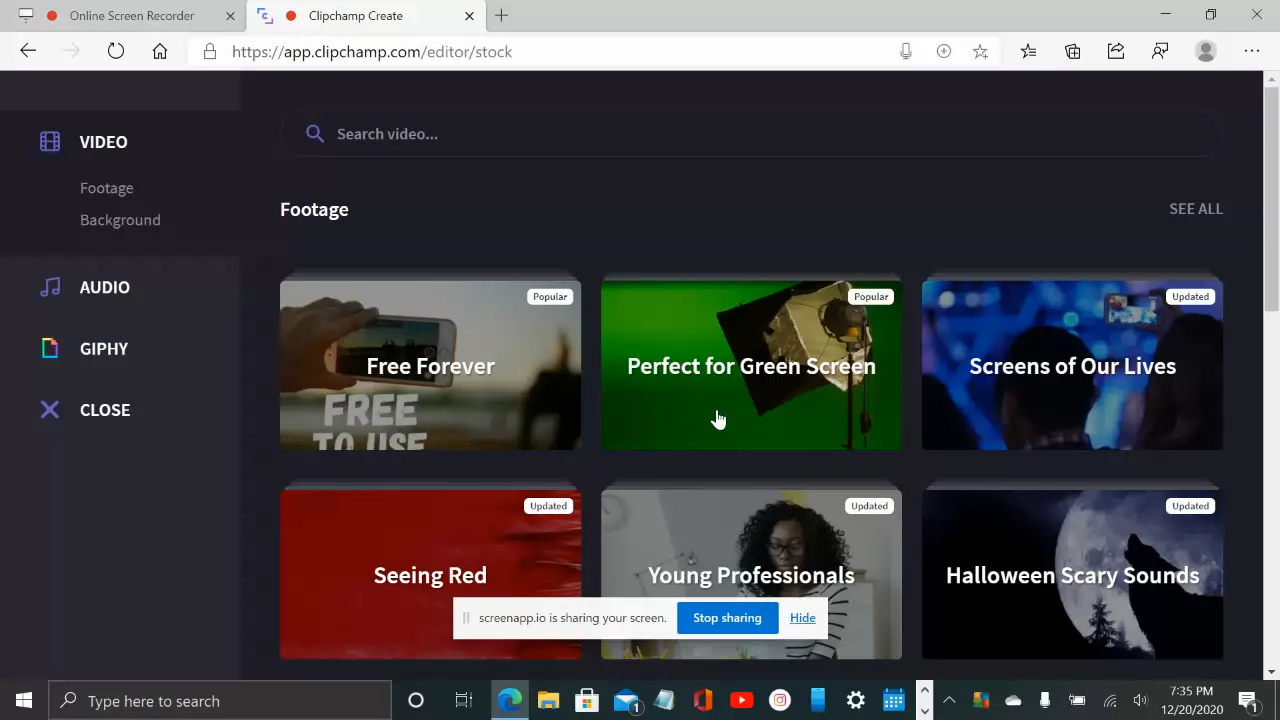 Online Screen Recorder
Clipchamp Create
https://app.clipchamp.com/editor/stock
VIDEO
Footage
Background
AUDIO
GIPHY
CLOSE
Search video...
Footage
SEE ALL
Popular
Free Forever
FREE
TO USE
Popular
Perfect for Green Screen
Updated
Screens of Our Lives
Updated
Seeing Red
Updated
Young Professionals
Updated
Halloween Scary Sounds
screenapp.io is sharing your screen.
Stop sharing
Hide
Type here to search
1
7:35 PM
12/20/2020
1